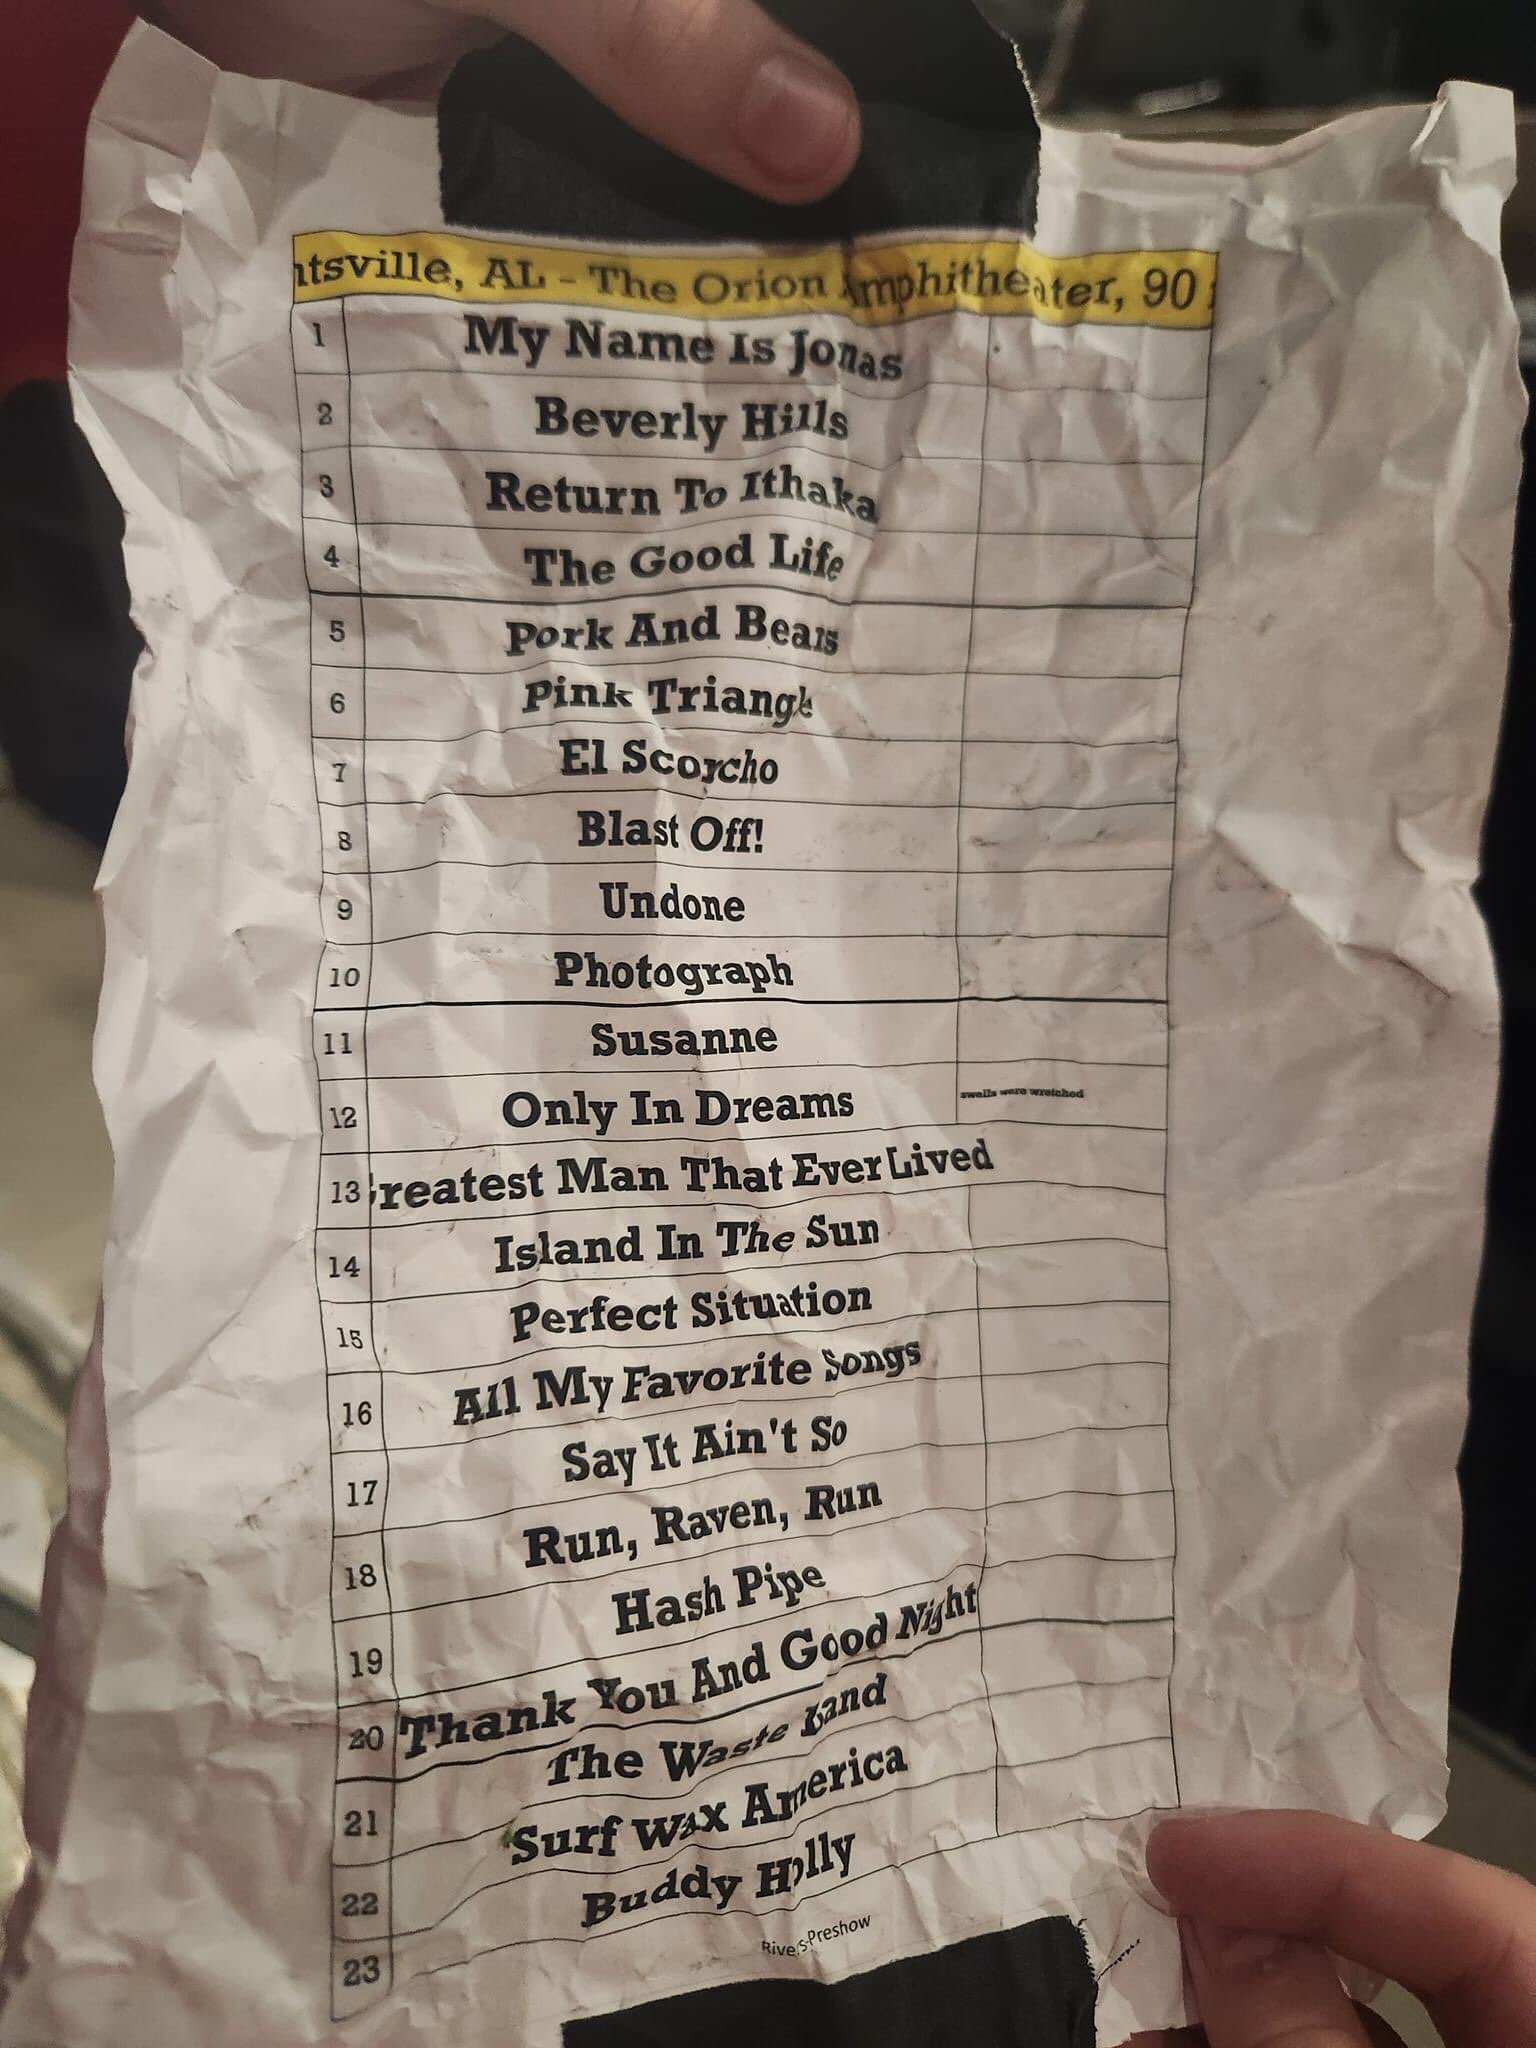 ntsville, AL - The Orion Amphitheater, 90
1 My Name Is Jonas
2 Beverly Hills
3 Return To Ithaka
4 The Good Life
5 Pork And Beans
6 Pink Triangle
7 El Scorcho
8 Blast Off!
9 Undone
10 Photograph
11 Susanne
12 Only In Dreams swells were wretched
13 Greatest Man That Ever Lived
14 Island In The Sun
15 Perfect Situation
16 All My Favorite Songs
17 Say It Ain't So
18 Run, Raven, Run
19 Hash Pipe
20 Thank You And Good Night
21 The Waste Land
22 Surf Wax America
23 Buddy Holly
Rivers-Preshow